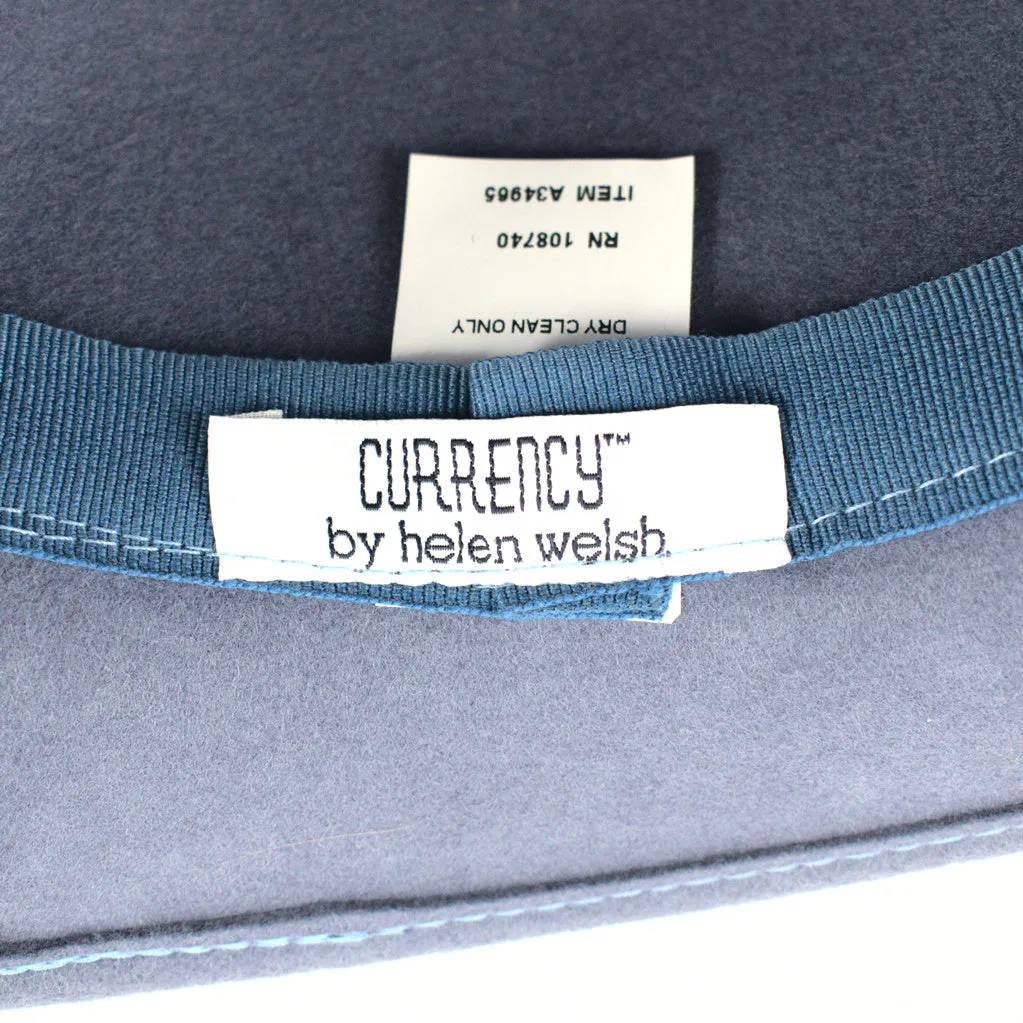 CURRENCY™
by helen welsh
DRY CLEAN ONLY
RN 108740
ITEM A34965